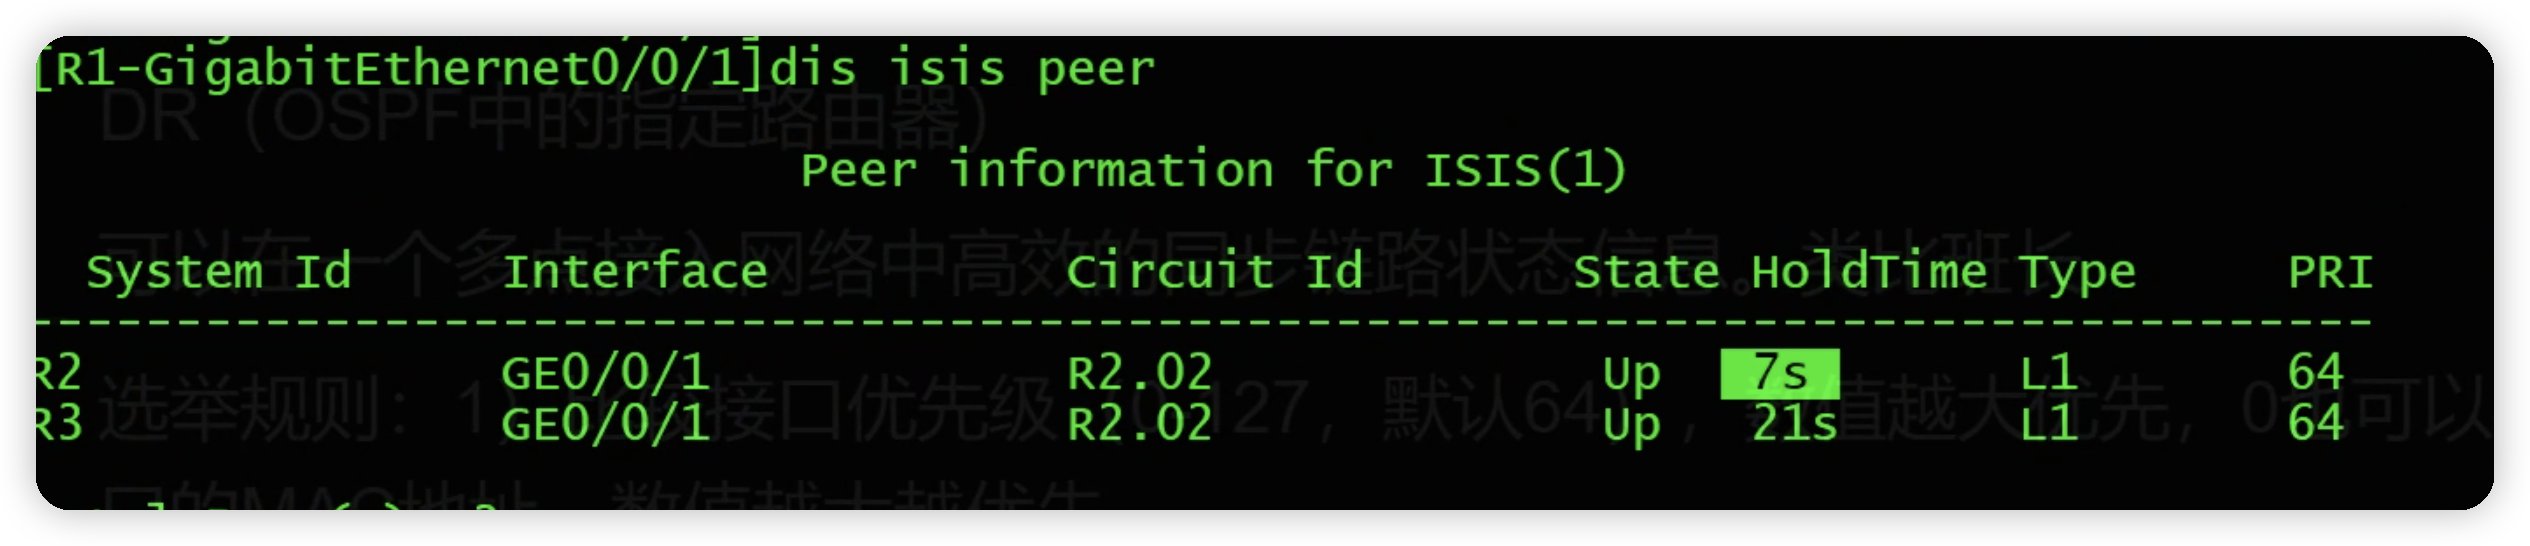 [R1-GigabitEthernet0/0/1]dis isis peer
DR（OSPF中的指定路由器）
Peer information for ISIS(1)
可以在一个多点接入网络中高效的同步链路状态信息。类比班长
System Id Interface Circuit Id State HoldTime Type PRI
--------------------------------------------------------------------------------
R2 GE0/0/1 R2.02 Up 7s L1 64
选举规则：1 接口优先级 127，默认64 值越大优先，0也可以
R3 GE0/0/1 R2.02 Up 21s L1 64
口的MAC地址 数值越大越优先